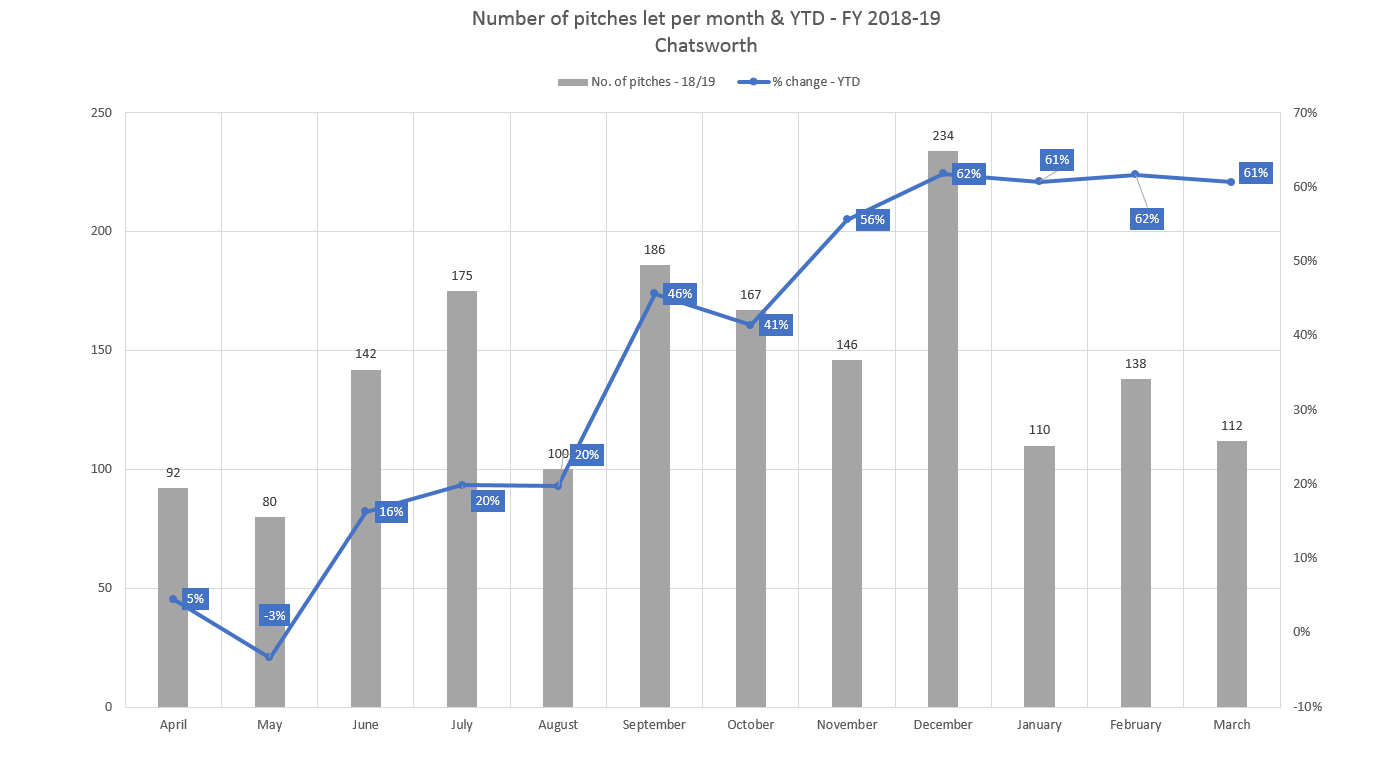 Number of pitches let per month & YTD - FY 2018-19
Chatsworth
No. of pitches - 18/19
% change - YTD
250
200
150
100
50
0
70%
60%
50%
40%
30%
20%
10%
0%
-10%
92
80
142
175
100
186
167
146
234
110
138
112
5%
-3%
16%
20%
20%
46%
41%
56%
62%
61%
62%
61%
April
May
June
July
August
September
October
November
December
January
February
March